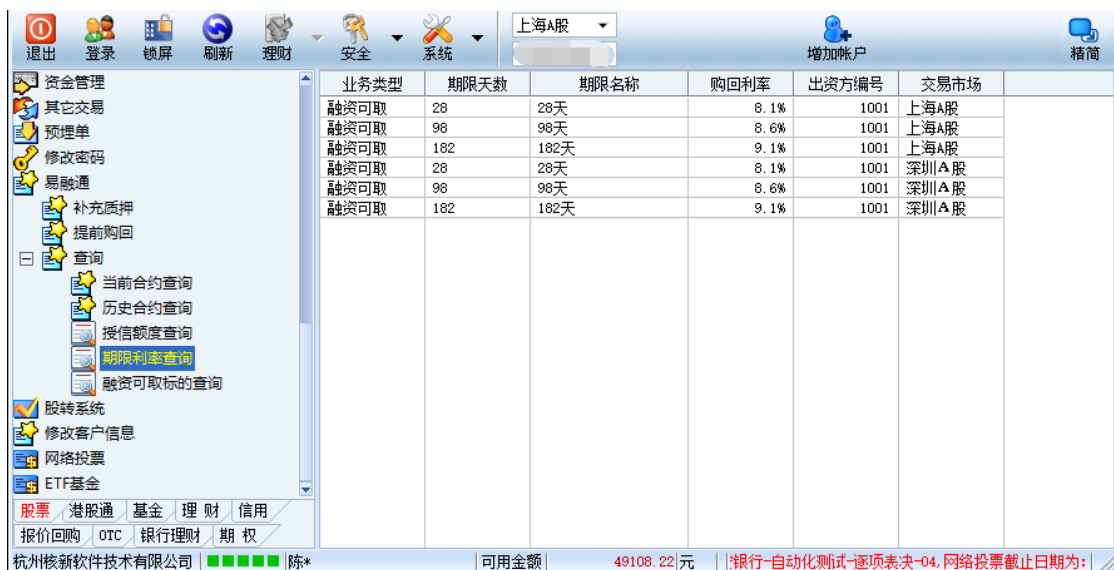 退出 登录 锁屏 刷新 理财 安全 系统 上海A股 增加帐户 精简
资金管理
其它交易
预埋单
修改密码
易融通
补充质押
提前购回
查询
当前合约查询
历史合约查询
授信额度查询
期限利率查询
融资可取标的查询
股转系统
修改客户信息
网络投票
ETF基金
股票 港股通 基金 理 财 信用
报价回购 OTC 银行理财 期 权
业务类型 期限天数 期限名称 购回利率 出资方编号 交易市场
融资可取 28 28天 8.1% 1001 上海A股
融资可取 98 98天 8.6% 1001 上海A股
融资可取 182 182天 9.1% 1001 上海A股
融资可取 28 28天 8.1% 1001 深圳A股
融资可取 98 98天 8.6% 1001 深圳A股
融资可取 182 182天 9.1% 1001 深圳A股
杭州核新软件技术有限公司 陈* 可用金额 49108.22元 银行-自动化测试-逐项表决-04,网络投票截止日期为: